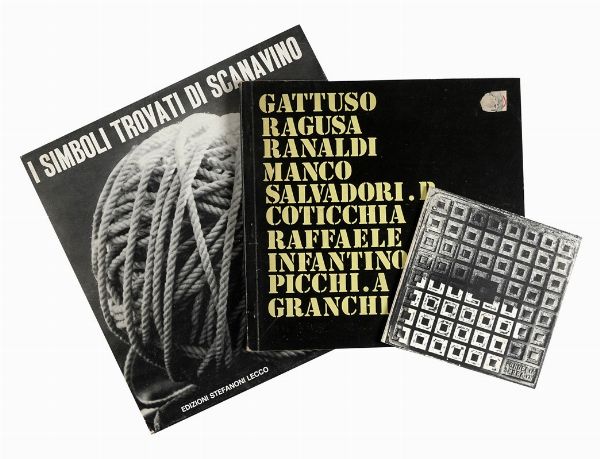 I SIMBOLI TROVATI DI SCANAVINO
EDIZIONI STEFANONI LECCO
GATTUSO
RAGUSA
RANALDI
MANCO
SALVADORI.P
COTICCHIA
RAFFAELE
INFANTINO
PICCHI.A
GRANCHI